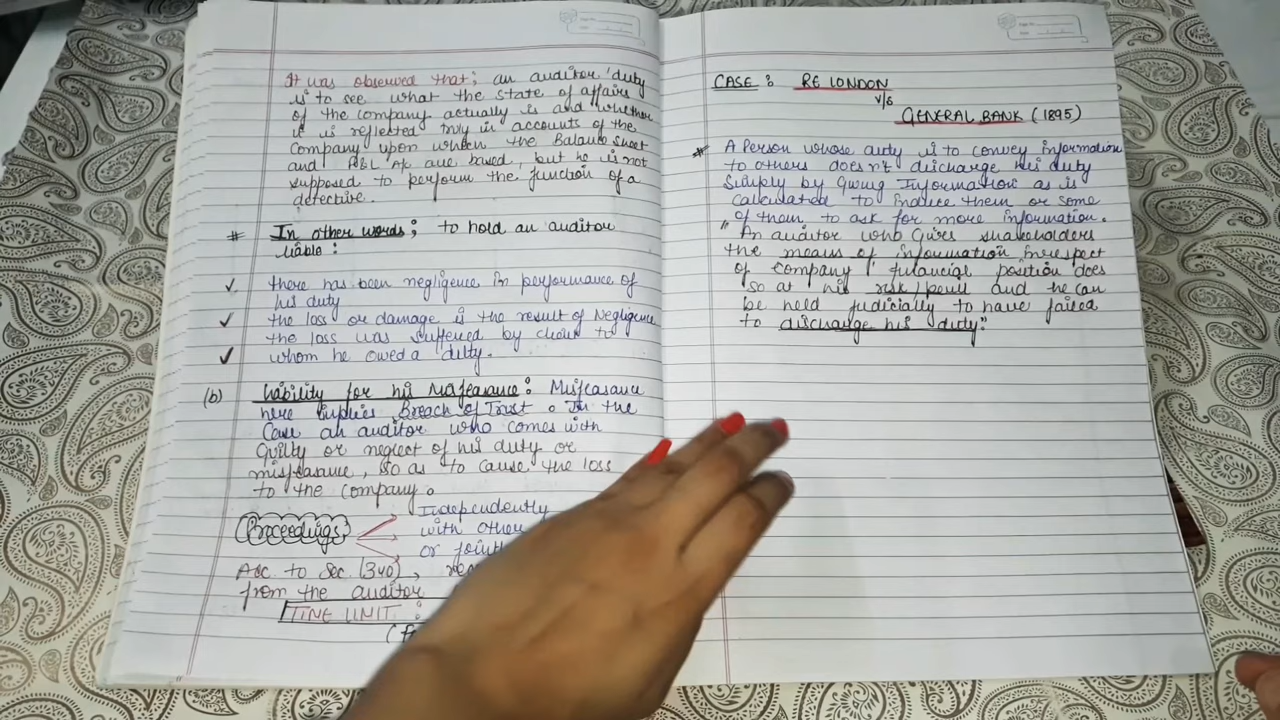 It was observed that; an auditor 'duty
is to see what the state of affairs
of the company actually is and whether
it is reflected truly in accounts of the
Company upon which the Balance sheet
and P&L A/c are based, but he is not
supposed to perform the function of a
detective.
# In other words; to hold an auditor
liable:
✓ there has been negligence in performance of
his duty
✓ the loss or damage is the result of Negligence
the loss was suffered by client to
✓ whom he owed a duty.
(b) liability for his Misfeasance: Misfeasance
here implies Breach of Trust. In the
Case an auditor who comes with
Guilty or neglect of his duty or
misfeasance, so as to cause the loss
to the company.
Proceedings
Independently
with other
or
Acc. to Sec. (340),
from the auditor
TIME LIMIT:
CASE: RE LONDON
v/s
GENERAL BANK (1895)
* A Person whose duty is to convey information
to others doesn't discharge his duty
Simply by Giving Information as is
calculated to induce them or some
of them to ask for more information.
"An auditor who Gives shareholders
the means of information in respect
of company' financial position does
so at his risk/peril and he can
be held judicially to have failed
to discharge his duty."